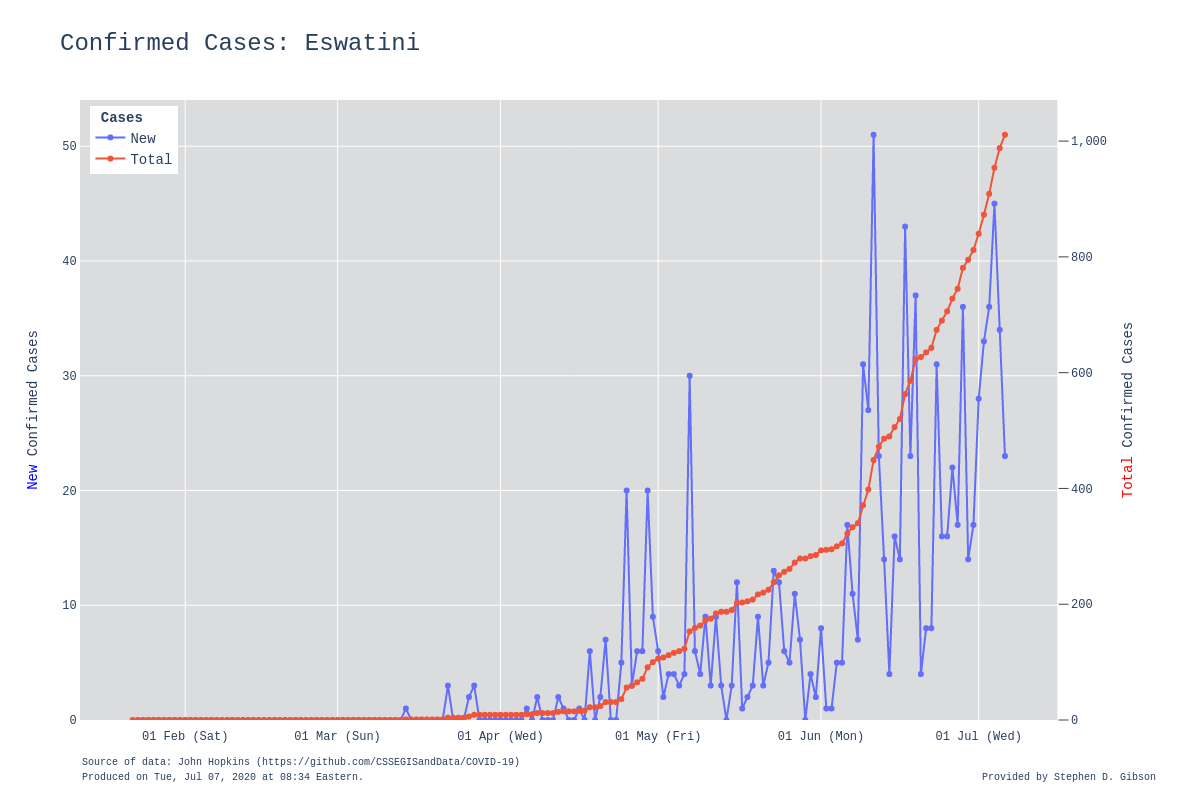 Confirmed Cases: Eswatini
Cases
New
Total
50
40
30
20
10
0
1,000
800
600
400
200
0
New Confirmed Cases
Total Confirmed Cases
01 Feb (Sat)
01 Mar (Sun)
01 Apr (Wed)
01 May (Fri)
01 Jun (Mon)
01 Jul (Wed)
Source of data: John Hopkins (https://github.com/CSSEGISandData/COVID-19)
Produced on Tue, Jul 07, 2020 at 08:34 Eastern.
Provided by Stephen D. Gibson